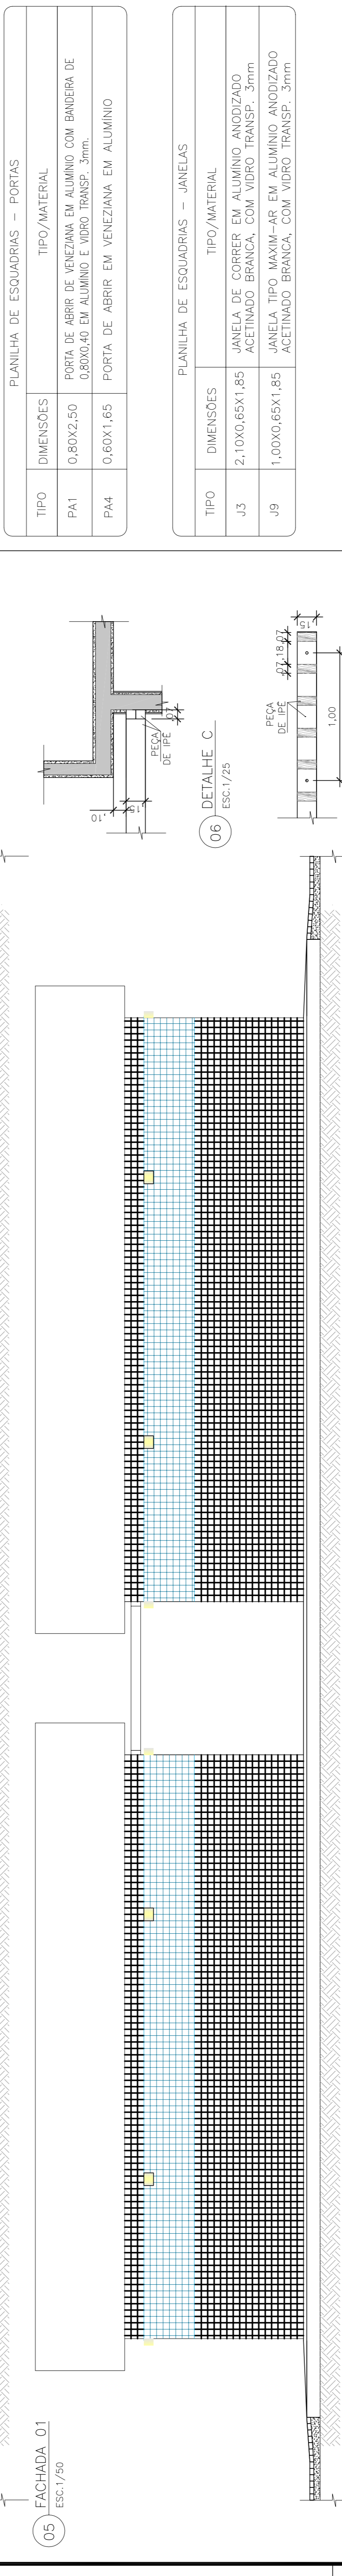 PLANILHA DE ESQUADRIAS - PORTAS
TIPO DIMENSÕES TIPO/MATERIAL
PA1 0,80X2,50 PORTA DE ABRIR DE VENEZIANA EM ALUMÍNIO COM BANDEIRA DE
0,80X0,40 EM ALUMÍNIO E VIDRO TRANSP. 3mm.
PA4 0,60X1,65 PORTA DE ABRIR EM VENEZIANA EM ALUMÍNIO
PLANILHA DE ESQUADRIAS - JANELAS
TIPO DIMENSÕES TIPO/MATERIAL
J3 2,10X0,65X1,85 JANELA DE CORRER EM ALUMÍNIO ANODIZADO
ACETINADO BRANCA, COM VIDRO TRANSP. 3mm
J9 1,00X0,65X1,85 JANELA TIPO MAXIM-AR EM ALUMÍNIO ANODIZADO
ACETINADO BRANCA, COM VIDRO TRANSP. 3mm
,10
,15
,07
PEÇA
DE IPÊ
06 DETALHE C
ESC.1/25
PEÇA
DE IPÊ
,07 ,18 ,07
,15
1,00
05 FACHADA 01
ESC.1/50